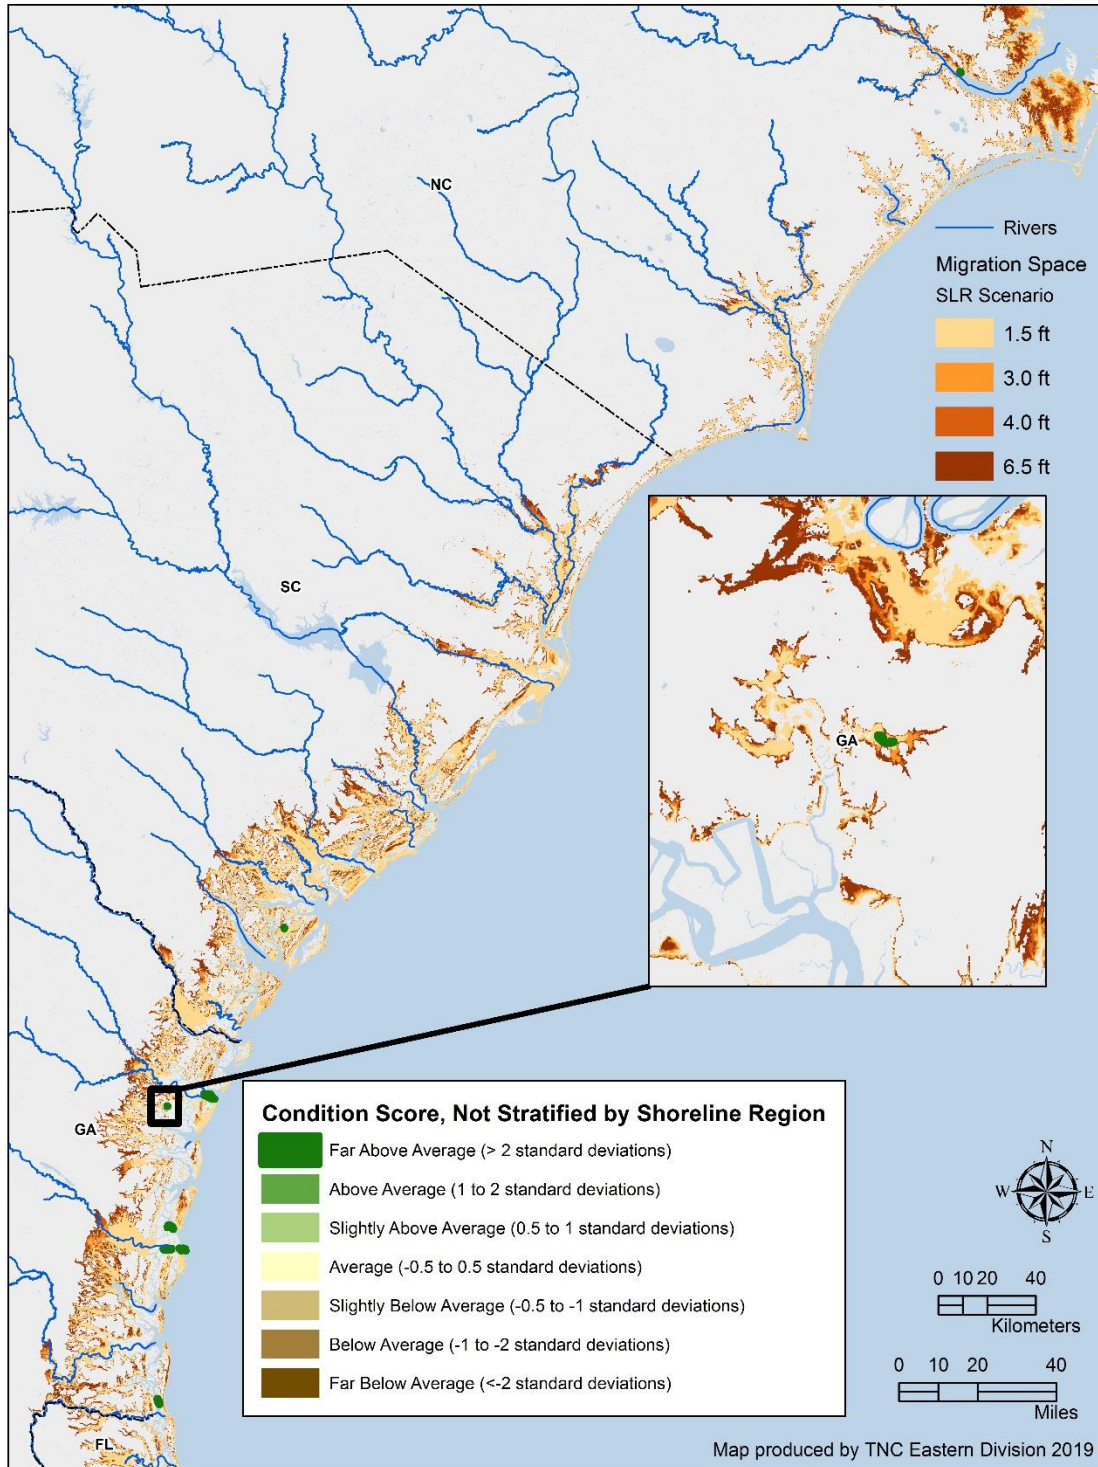 NC
Rivers
Migration Space
SLR Scenario
1.5 ft
3.0 ft
4.0 ft
6.5 ft
SC
GA
GA
Condition Score, Not Stratified by Shoreline Region
Far Above Average (> 2 standard deviations)
Above Average (1 to 2 standard deviations)
Slightly Above Average (0.5 to 1 standard deviations)
Average (-0.5 to 0.5 standard deviations)
Slightly Below Average (-0.5 to -1 standard deviations)
Below Average (-1 to -2 standard deviations)
Far Below Average (<-2 standard deviations)
N
W E
S
0 10 20 40
Kilometers
0 10 20 40
Miles
FL
Map produced by TNC Eastern Division 2019